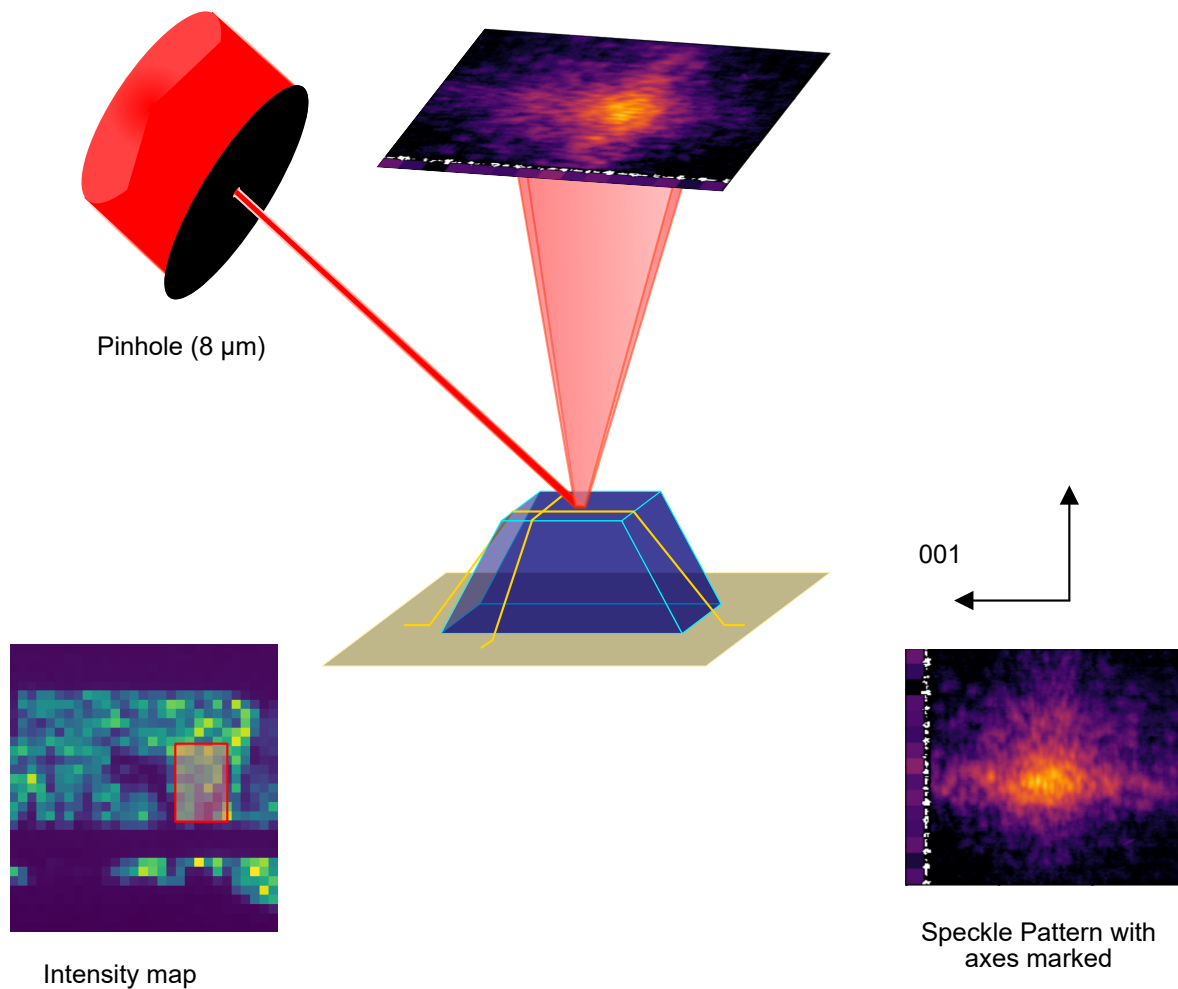 Pinhole (8 µm)
001
Intensity map
Speckle Pattern with
axes marked